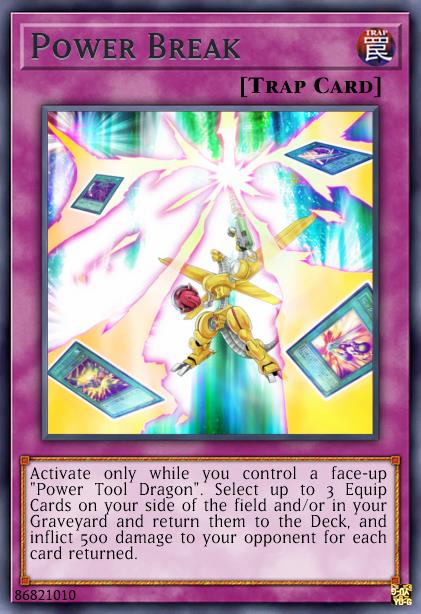 Power Break
TRAP
罠
[Trap Card]
Activate only while you control a face-up
"Power Tool Dragon". Select up to 3 Equip
Cards on your side of the field and/or in your
Graveyard and return them to the Deck, and
inflict 500 damage to your opponent for each
card returned.
86821010